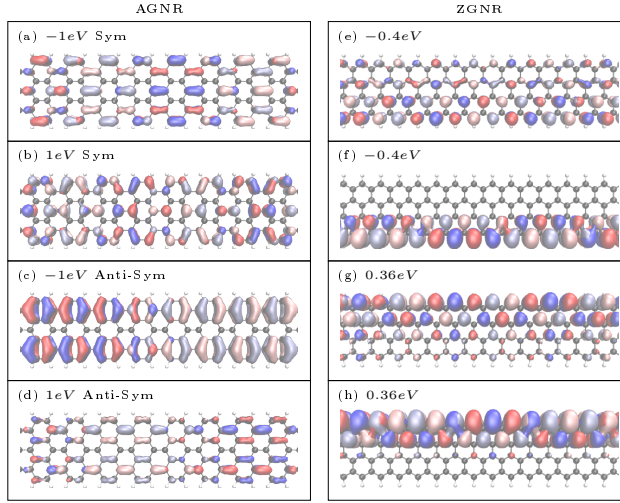 AGNR
ZGNR
(a) −1eV Sym
(e) −0.4eV
(b) 1eV Sym
(f) −0.4eV
(c) −1eV Anti-Sym
(g) 0.36eV
(d) 1eV Anti-Sym
(h) 0.36eV